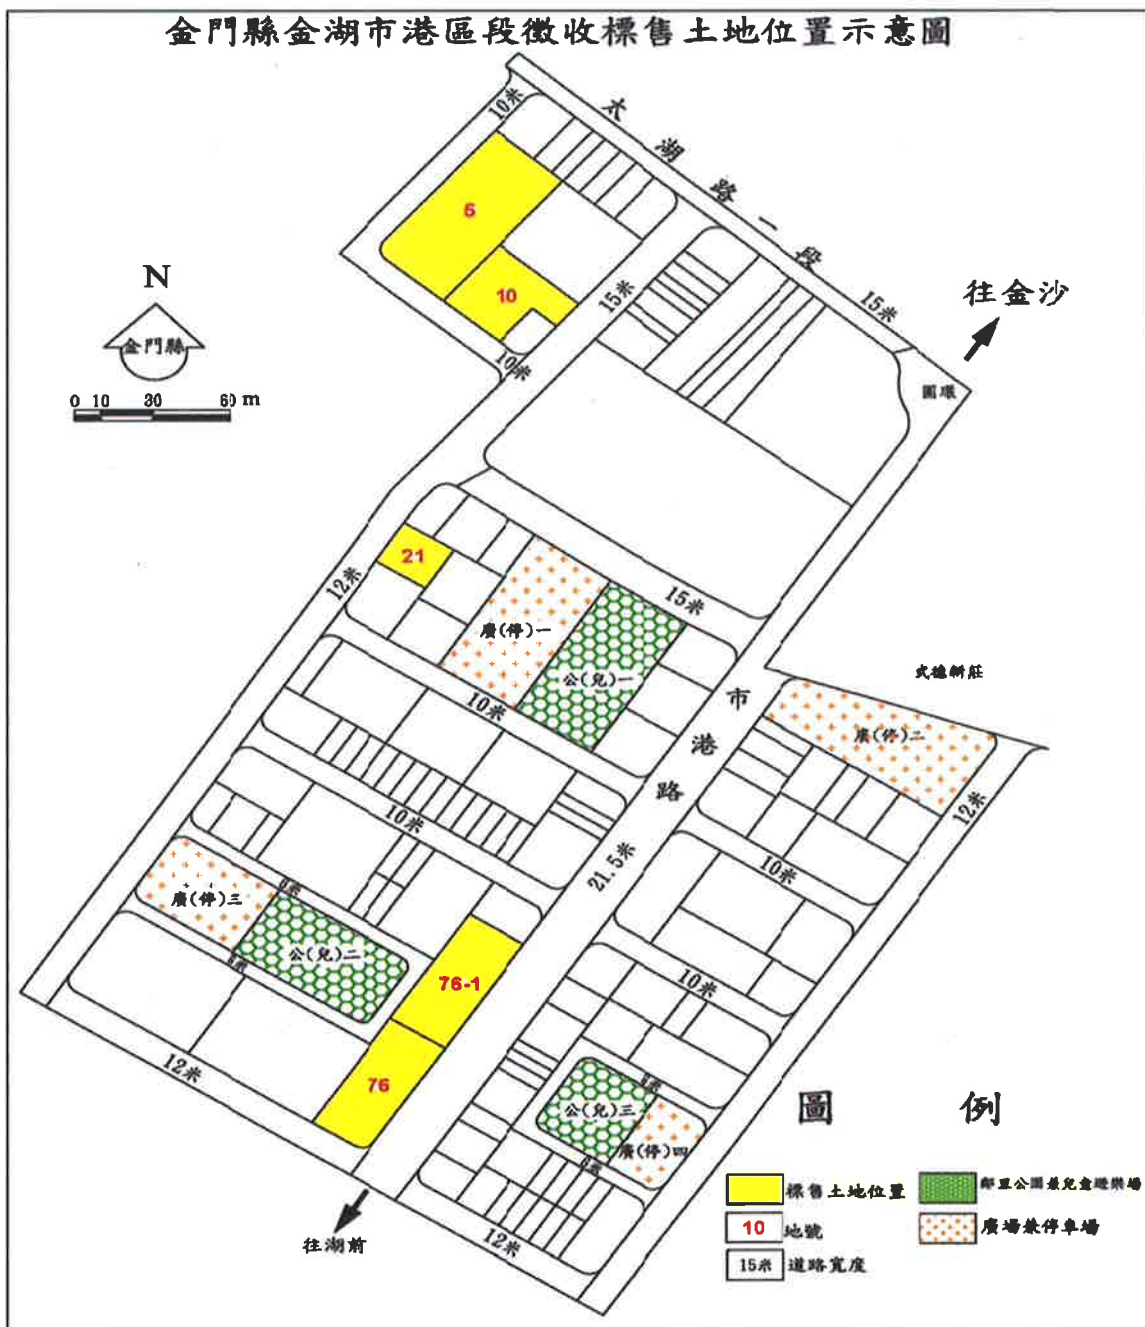 金門縣金湖市港區段徵收標售土地位置示意圖
10米
太湖路一段
6
10
15米
15米
往金沙
N
金門縣
0 10 30 60 m
10米
圓環
21
12米
15米
廣(停)一
公(兒)一
10米
市港路
21.5米
武德新莊
廣(停)二
12米
10米
10米
廣(停)三
6米
公(兒)二
76-1
76
10米
12米
公(兒)三
廣(停)四
12米
往湖前
圖例
標售土地位置
鄰里公園兼兒童遊樂場
10 地號
廣場兼停車場
15米 道路寬度